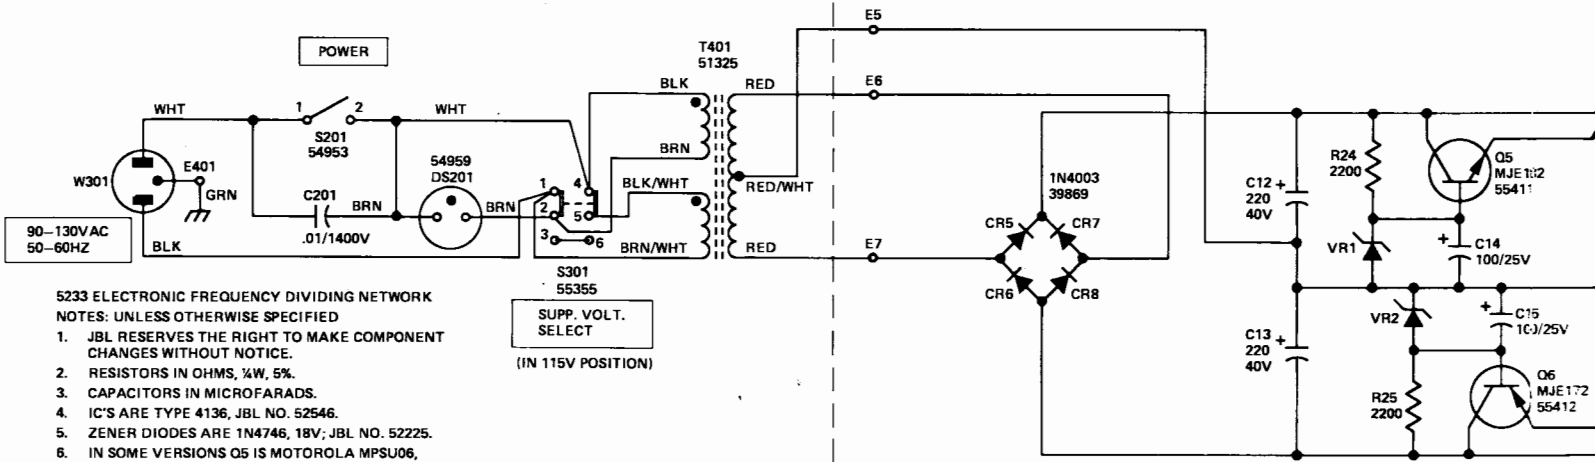 POWER
WHT
1
2
S201
54953
WHT
W301
E401
GRN
C201
.01/1400V
BRN
54959
DS201
BRN
90–130VAC
50–60HZ
BLK
1
2
3
4
5
6
S301
55355
SUPP. VOLT.
SELECT
(IN 115V POSITION)
T401
51325
BLK
BRN
BLK/WHT
BRN/WHT
RED
RED/WHT
RED
E5
E6
E7
1N4003
39869
CR5
CR7
CR6
CR8
C12 +
220
40V
C13 +
220
40V
R24
2200
VR1
+
C14
100/25V
Q5
MJE182
55411
VR2
+
C15
100/25V
R25
2200
Q6
MJE172
55412
5233 ELECTRONIC FREQUENCY DIVIDING NETWORK
NOTES: UNLESS OTHERWISE SPECIFIED
1. JBL RESERVES THE RIGHT TO MAKE COMPONENT
CHANGES WITHOUT NOTICE.
2. RESISTORS IN OHMS, ¼W, 5%.
3. CAPACITORS IN MICROFARADS.
4. IC'S ARE TYPE 4136, JBL NO. 52546.
5. ZENER DIODES ARE 1N4746, 18V; JBL NO. 52225.
6. IN SOME VERSIONS Q5 IS MOTOROLA MPSU06,